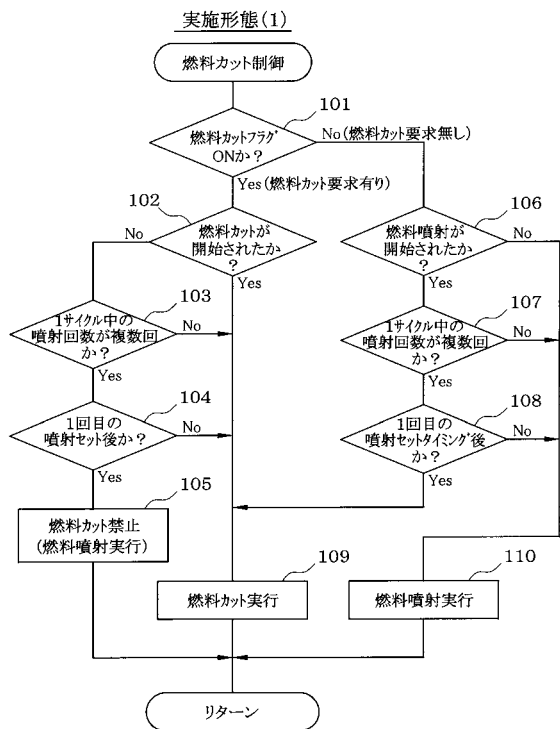 実施形態(1)
燃料カット制御
101
燃料カットフラグ
ONか？
No(燃料カット要求無し)
Yes(燃料カット要求有り)
102
燃料カットが
開始されたか
？
No
Yes
106
燃料噴射が
開始されたか
？
No
Yes
103
1サイクル中の
噴射回数が複数回
か？
No
Yes
107
1サイクル中の
噴射回数が複数回
か？
No
Yes
104
1回目の
噴射セット後か？
No
Yes
108
1回目の
噴射セットタイミング後
か？
No
Yes
105
燃料カット禁止
(燃料噴射実行)
109
燃料カット実行
110
燃料噴射実行
リターン